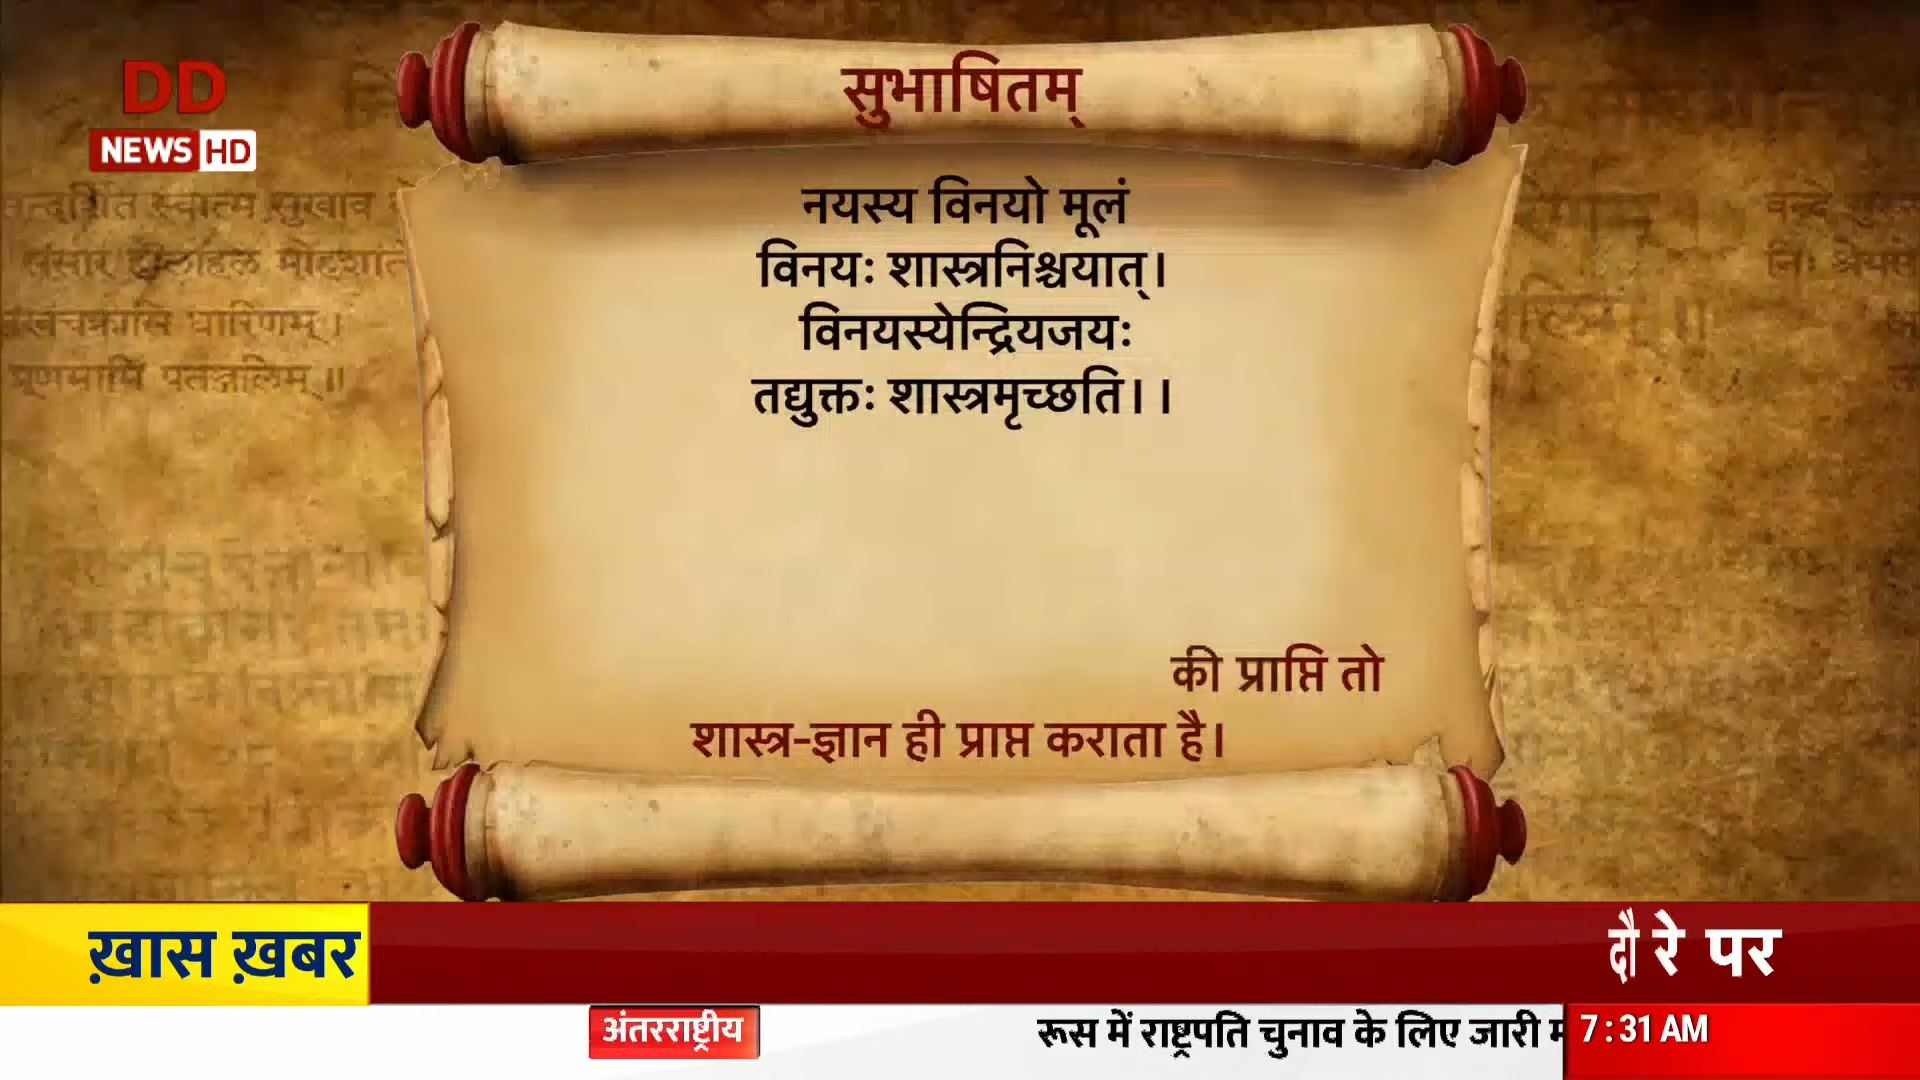 DD
NEWS HD
सुभाषितम्
नयस्य विनयो मूलं
विनयः शास्त्रनिश्चयात्।
विनयस्येन्द्रियजयः
तद्युक्तः शास्त्रमृच्छति।।
की प्राप्ति तो
शास्त्र-ज्ञान ही प्राप्त कराता है।
ख़ास ख़बर
दौरे पर
अंतरराष्ट्रीय
रूस में राष्ट्रपति चुनाव के लिए जारी
7:31 AM